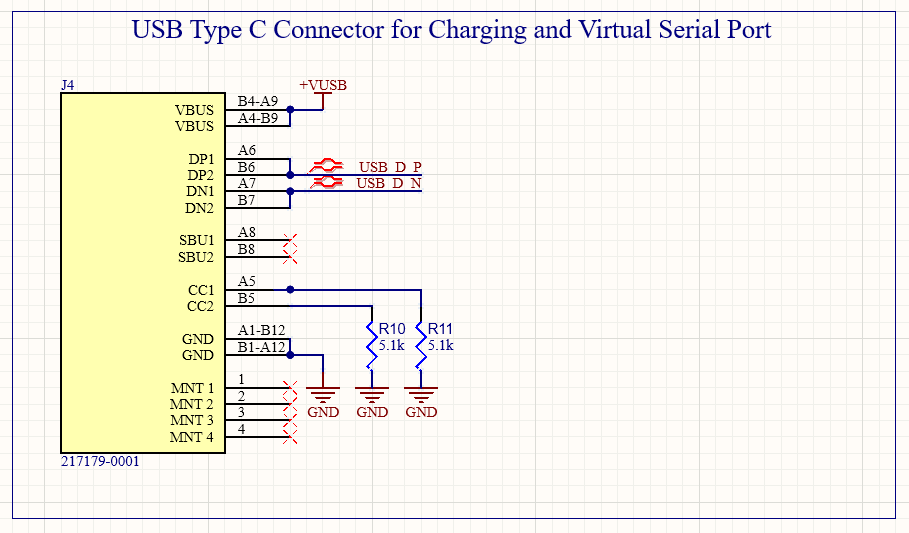 USB Type C Connector for Charging and Virtual Serial Port
J4
+VUSB
VBUS B4-A9
VBUS A4-B9
DP1 A6
DP2 B6 USB_D_P
DN1 A7 USB_D_N
DN2 B7
SBU1 A8
SBU2 B8
CC1 A5
CC2 B5
GND A1-B12
GND B1-A12
R10 R11
5.1k 5.1k
MNT 1 1
MNT 2 2
MNT 3 3
MNT 4 4
GND GND GND
217179-0001